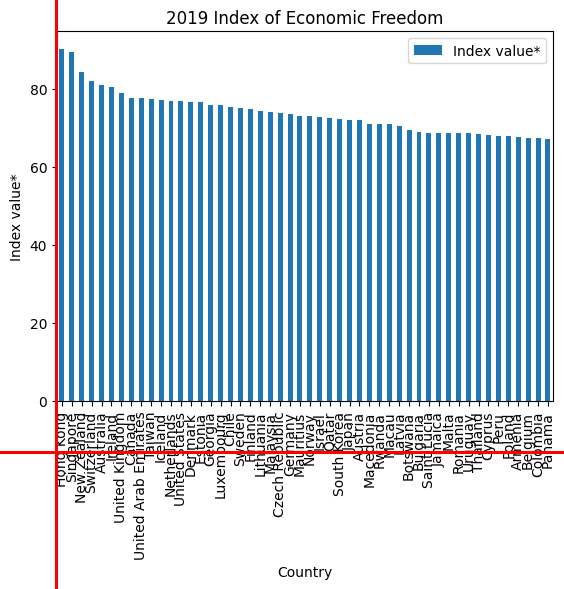 2019 Index of Economic Freedom
Index value*
Index value*
80
60
40
20
0
Hong Kong
Singapore
New Zealand
Switzerland
Australia
Ireland
United Kingdom
Canada
United Arab Emirates
Taiwan
Iceland
Netherlands
United States
Denmark
Estonia
Georgia
Luxembourg
Chile
Sweden
Finland
Lithuania
Malaysia
Czech Republic
Germany
Mauritius
Norway
Israel
Qatar
South Korea
Japan
Austria
Macedonia
Rwanda
Macau
Latvia
Botswana
Bulgaria
Saint Lucia
Jamaica
Malta
Romania
Uruguay
Thailand
Cyprus
Peru
Poland
Armenia
Belgium
Colombia
Panama
Country